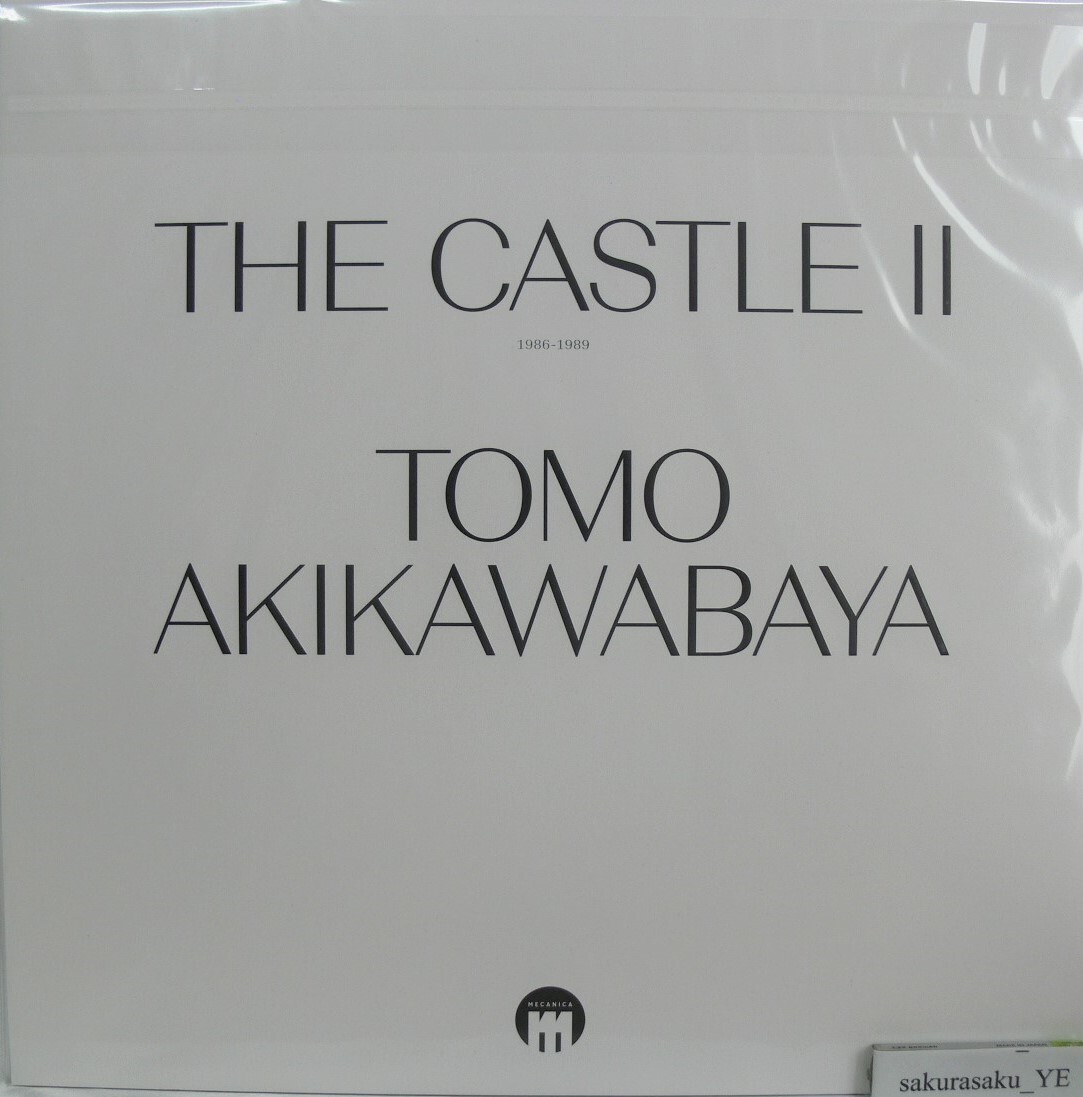 THE CASTLE II
1986-1989
TOMO
AKIKAWABAYA
MECANICA
sakurasaku_YE